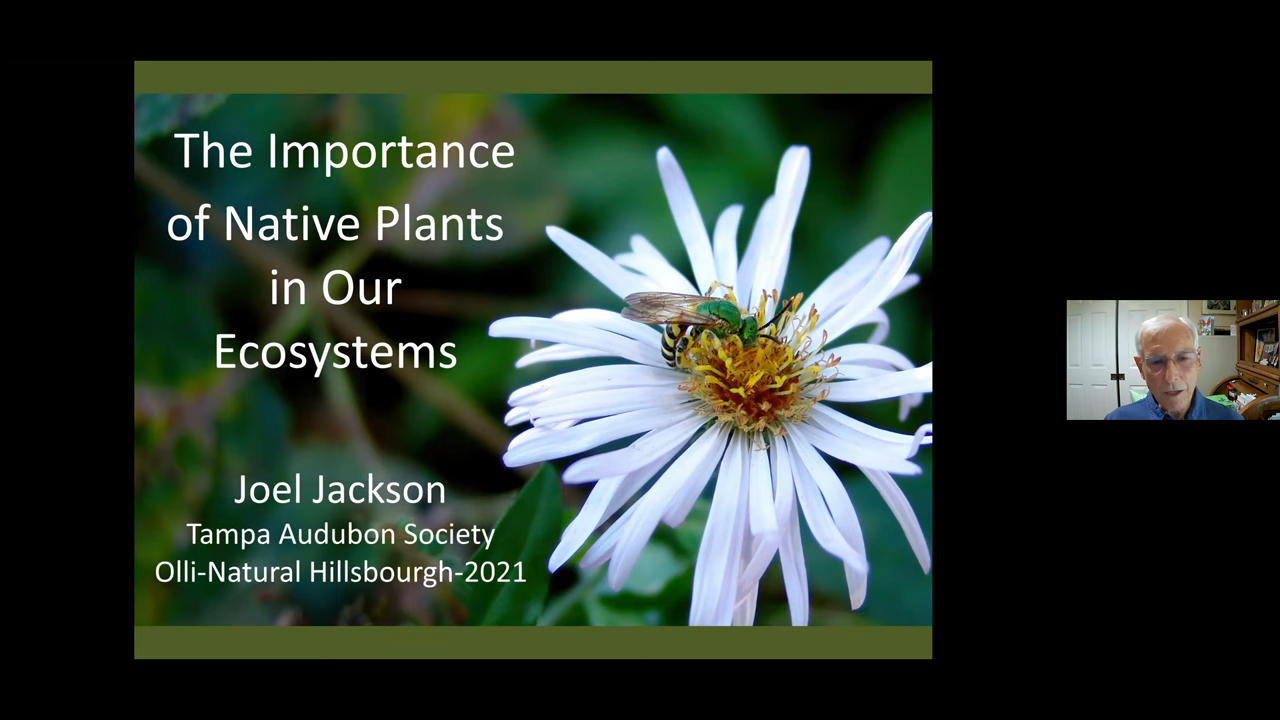 The Importance
of Native Plants
in Our
Ecosystems
Joel Jackson
Tampa Audubon Society
Olli-Natural Hillsbourgh-2021